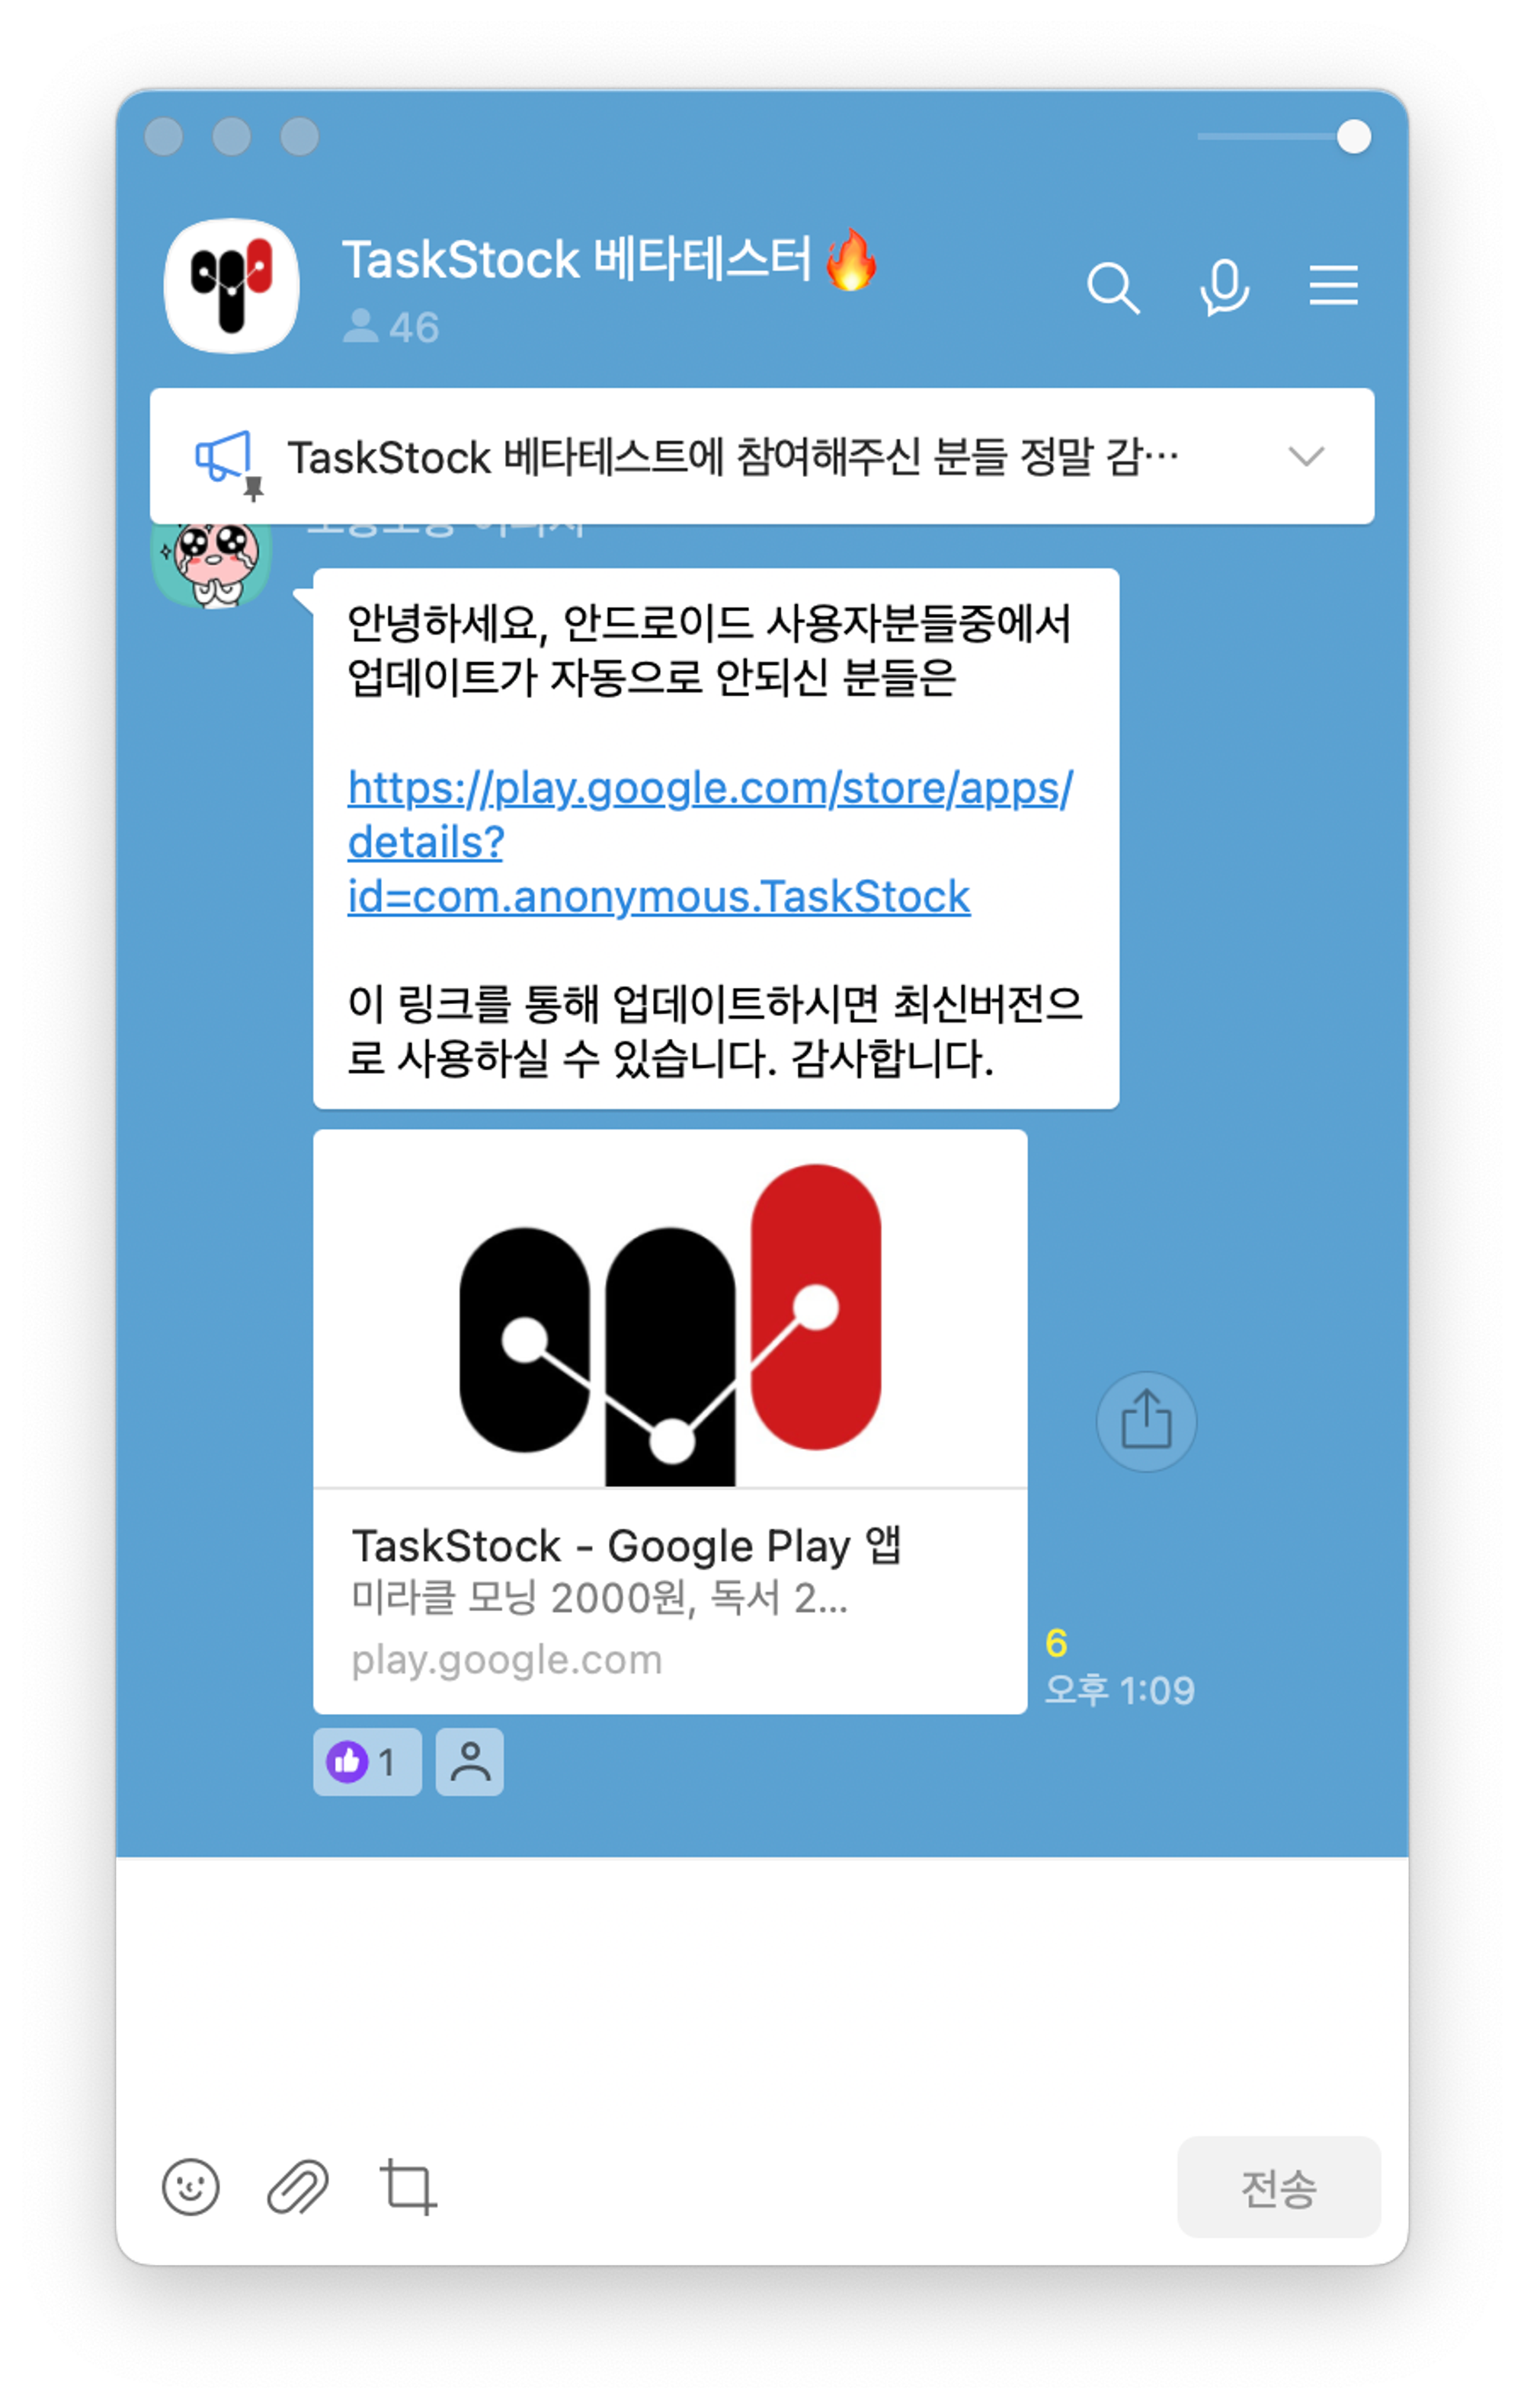 TaskStock 베타테스터🔥
46
TaskStock 베타테스트에 참여해주신 분들 정말 감…
안녕하세요, 안드로이드 사용자분들중에서
업데이트가 자동으로 안되신 분들은
https://play.google.com/store/apps/
details?
id=com.anonymous.TaskStock
이 링크를 통해 업데이트하시면 최신버전으
로 사용하실 수 있습니다. 감사합니다.
TaskStock - Google Play 앱
미라클 모닝 2000원, 독서 2...
play.google.com
6
오후 1:09
1
전송